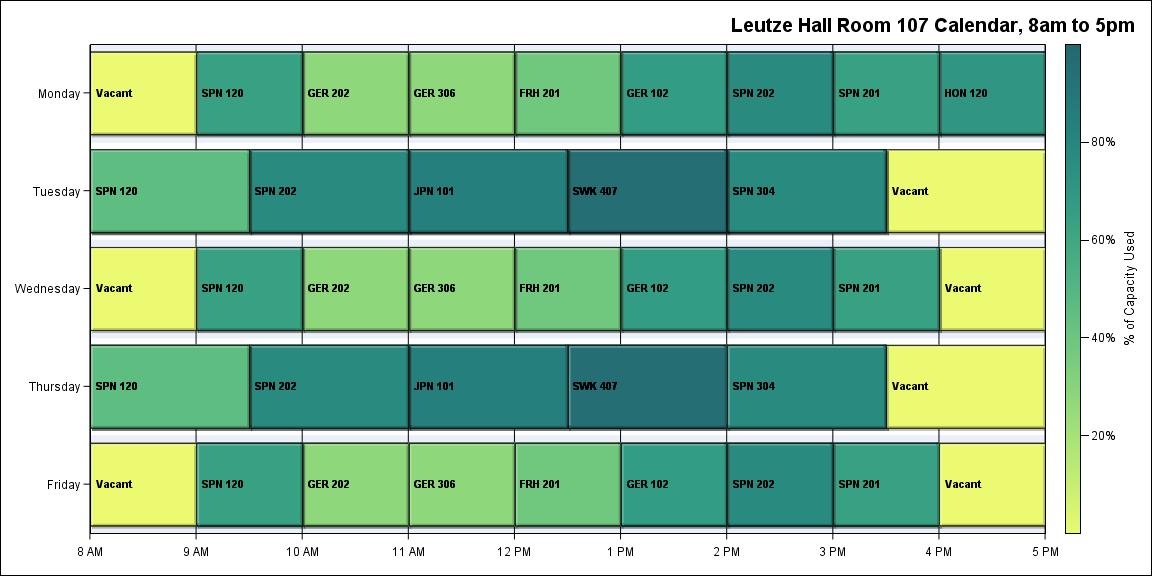 Leutze Hall Room 107 Calendar, 8am to 5pm
Monday
Vacant
SPN 120
GER 202
GER 306
FRH 201
GER 102
SPN 202
SPN 201
HON 120
Tuesday
SPN 120
SPN 202
JPN 101
SWK 407
SPN 304
Vacant
Wednesday
Vacant
SPN 120
GER 202
GER 306
FRH 201
GER 102
SPN 202
SPN 201
Vacant
Thursday
SPN 120
SPN 202
JPN 101
SWK 407
SPN 304
Vacant
Friday
Vacant
SPN 120
GER 202
GER 306
FRH 201
GER 102
SPN 202
SPN 201
Vacant
8 AM
9 AM
10 AM
11 AM
12 PM
1 PM
2 PM
3 PM
4 PM
5 PM
80%
60%
40%
20%
% of Capacity Used